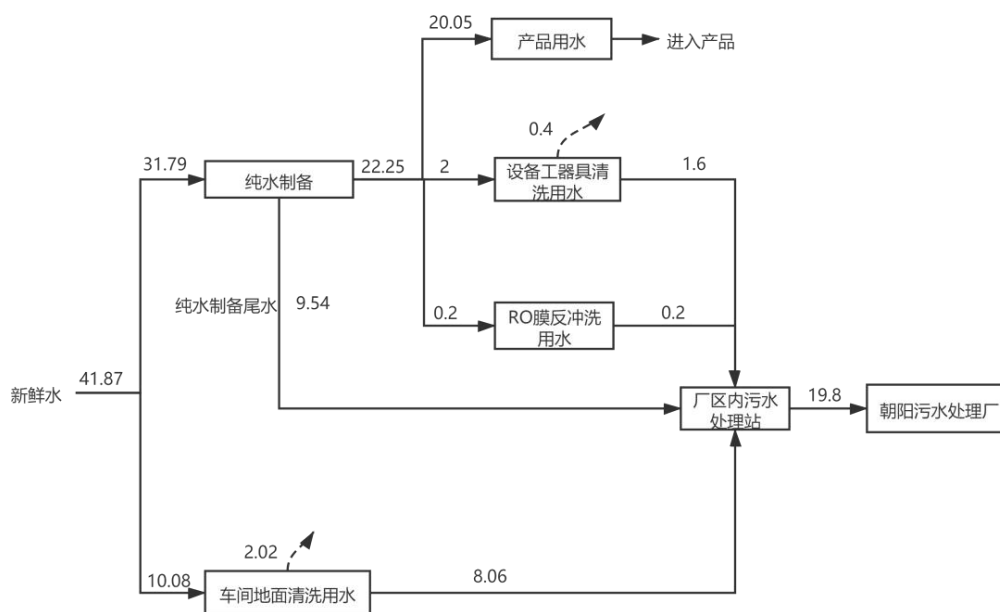 20.05
产品用水
进入产品
0.4
31.79
纯水制备
22.25
2
设备工器具清
洗用水
1.6
纯水制备尾水
9.54
0.2
RO膜反冲洗
用水
0.2
新鲜水
41.87
厂区内污水
处理站
19.8
朝阳污水处理厂
2.02
10.08
车间地面清洗用水
8.06